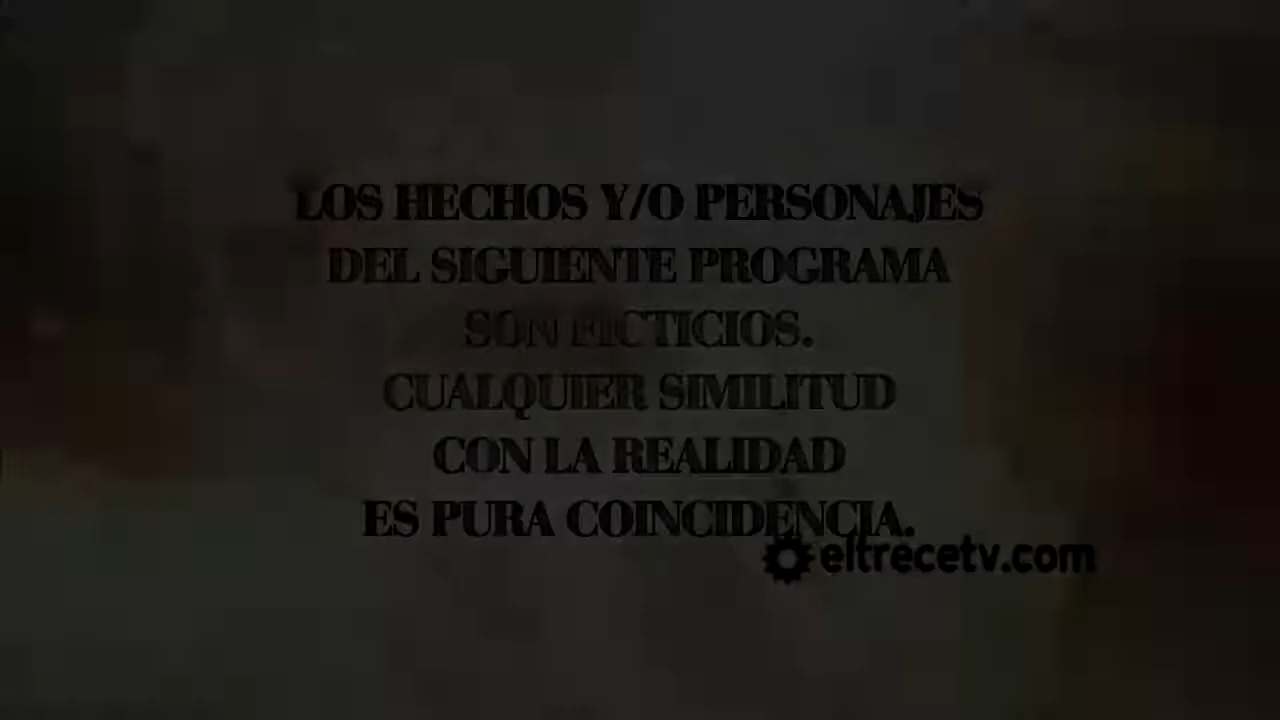 LOS HECHOS Y/O PERSONAJES
DEL SIGUIENTE PROGRAMA
SON FICTICIOS.
CUALQUIER SIMILITUD
CON LA REALIDAD
ES PURA COINCIDENCIA.
eltrecetv.com